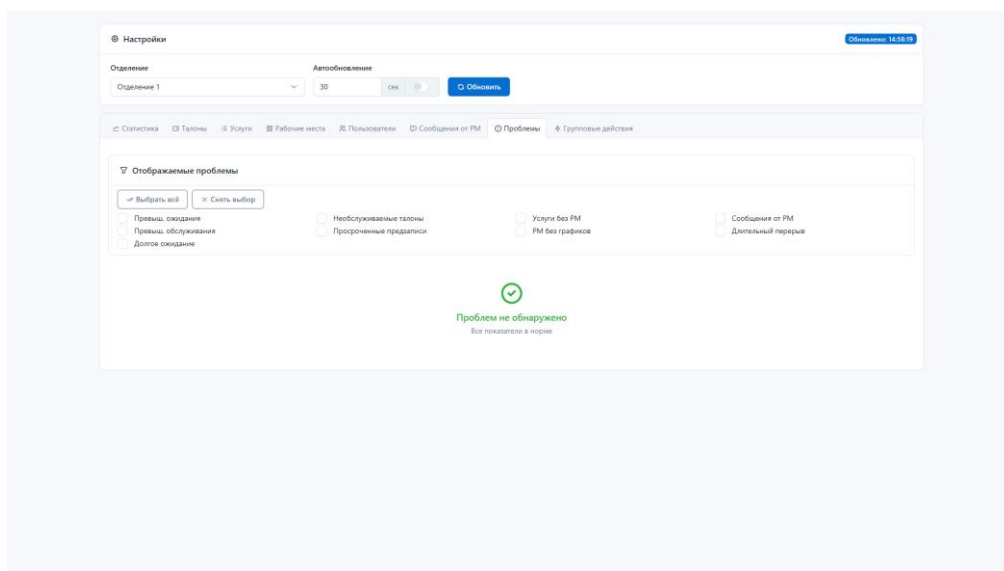 Настройки
Обновлено: 14:58:19
Отделение
Автообновление
Отделение 1
30
сек
Обновить
Статистика Талоны Услуги Рабочие места Пользователи Сообщения от РМ Проблемы Групповые действия
Отображаемые проблемы
Выбрать всё
Снять выбор
Превыш. ожидания Необслуживаемые талоны Услуги без РМ Сообщения от РМ
Превыш. обслуживания Просроченные предзаписи РМ без графиков Длительный перерыв
Долгое ожидание
Проблем не обнаружено
Все показатели в норме